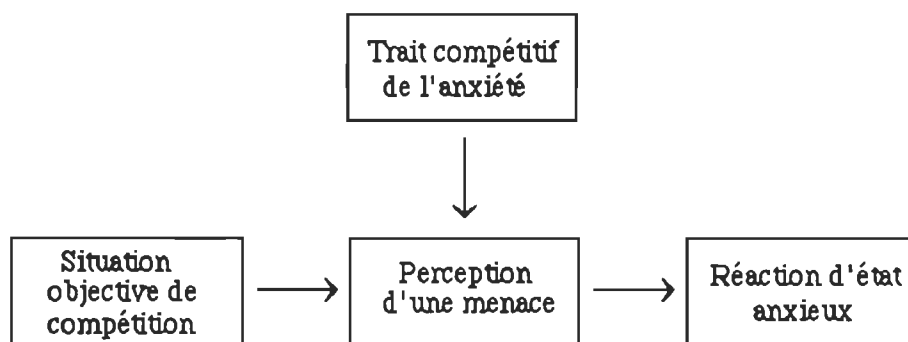 Trait compétitif
de l'anxiété
Situation
objective de
compétition
Perception
d'une menace
Réaction d'état
anxieux